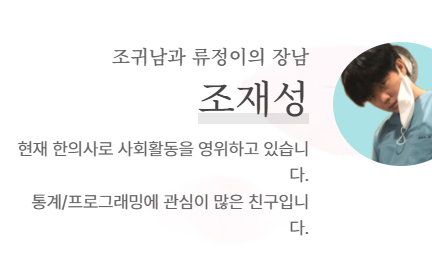 조귀남과 류정이의 장남
조재성
현재 한의사로 사회활동을 영위하고 있습니
다.
통계/프로그래밍에 관심이 많은 친구입니
다.